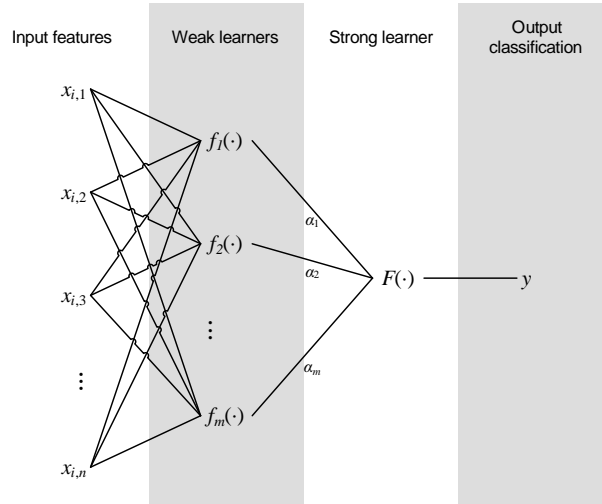 Input features
Weak learners
Strong learner
Output
classification
x_{i,1}
x_{i,2}
x_{i,3}
⋮
x_{i,n}
f_1(·)
f_2(·)
⋮
f_m(·)
α_1
α_2
α_m
F(·)
y